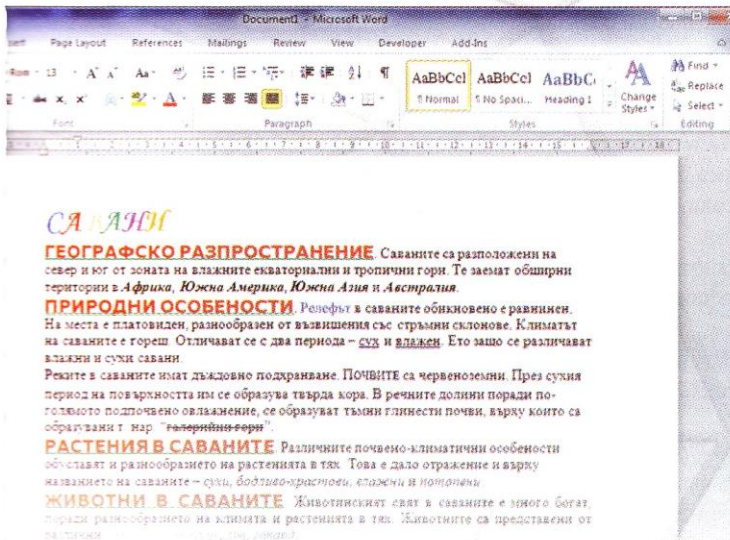 Document1 - Microsoft Word
Page Layout References Mailings Review View Developer Add-Ins
13 Aa AaBbCcI AaBbCcI AaBbC Find
Normal No Spaci... Heading 1 Change Styles Replace
Select
Font Paragraph Styles Editing
САВАНИ
ГЕОГРАФСКО РАЗПРОСТРАНЕНИЕ. Саваните са разположени на
север и юг от зоната на влажните екваториални и тропични гори. Те заемат обширни
територии в Африка, Южна Америка, Южна Азия и Австралия.
ПРИРОДНИ ОСОБЕНОСТИ. Релефът в саваните обикновено е равнинен.
На места е платовиден, разнообразен от възвишения със стръмни склонове. Климатът
на саваните е горещ. Отличават се с два периода – сух и влажен. Ето защо се различават
влажни и сухи савани.
Реките в саваните имат дъждовно подхранване. ПОЧВИТЕ са червеноземни. През сухия
период на повърхността им се образува твърда кора. В речните долини поради по-
голямото подпочвено овлажнение, се образуват тъмни глинести почви, върху които са
образувани т. нар. "галерийни гори".
РАСТЕНИЯ В САВАНИТЕ. Различните почвено-климатични особености
обуславят и разнообразието на растенията в тях. Това е дало отражение и върху
названието на саваните – сухи, бодливо-храстови, влажни и потопени.
ЖИВОТНИ В САВАНИТЕ. Животинският свят в саваните е много богат,
поради разнообразието на климата и растенията в тях. Животните са представени от
различни